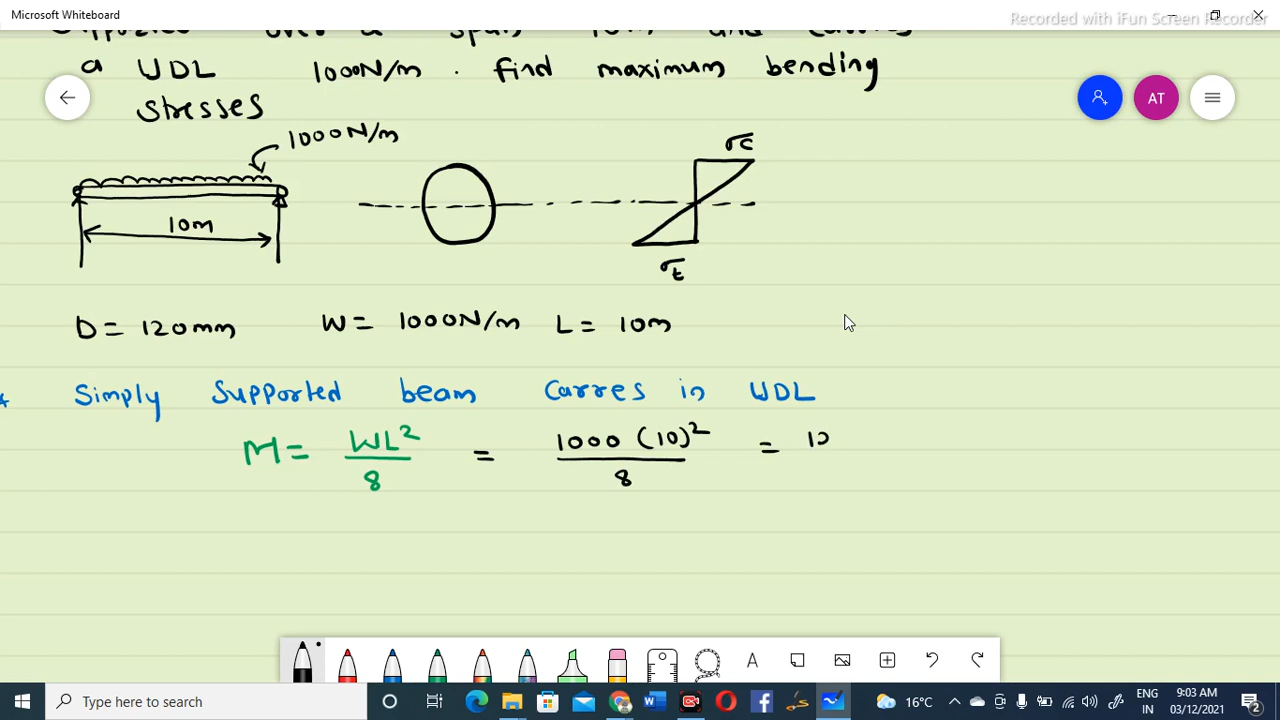 Microsoft Whiteboard
Recorded with iFun Screen Recorder
a UDL 1000N/m . find maximum bending
stresses
1000N/m
σc
10m
σt
D = 120mm W = 1000N/m L = 10m
Simply Supported beam Carres in UDL
M = WL²/8 = 1000 (10)²/8 = 12
AT
A
Type here to search
16°C
ENG
IN
9:03 AM
03/12/2021
2